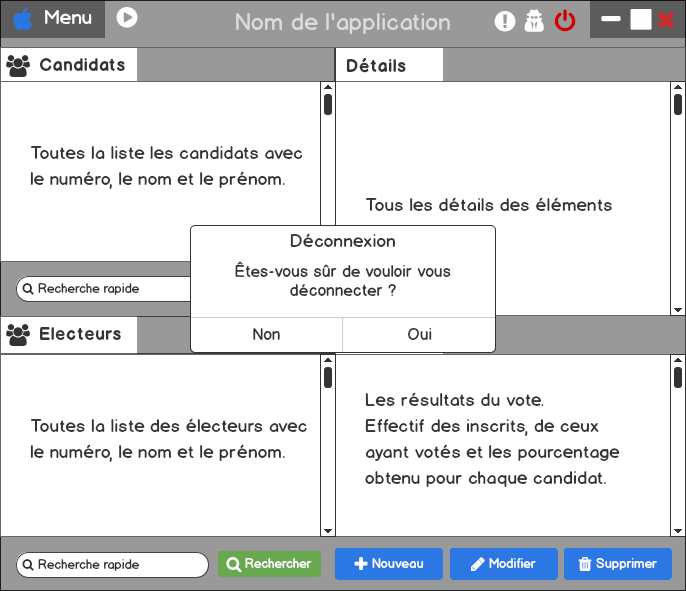 Menu
Nom de l'application
Candidats
Détails
Toutes la liste les candidats avec
le numéro, le nom et le prénom.
Tous les détails des éléments
Recherche rapide
Déconnexion
Êtes-vous sûr de vouloir vous
déconnecter ?
Non
Oui
Electeurs
Toutes la liste des électeurs avec
le numéro, le nom et le prénom.
Les résultats du vote.
Effectif des inscrits, de ceux
ayant votés et les pourcentage
obtenu pour chaque candidat.
Recherche rapide
Rechercher
Nouveau
Modifier
Supprimer